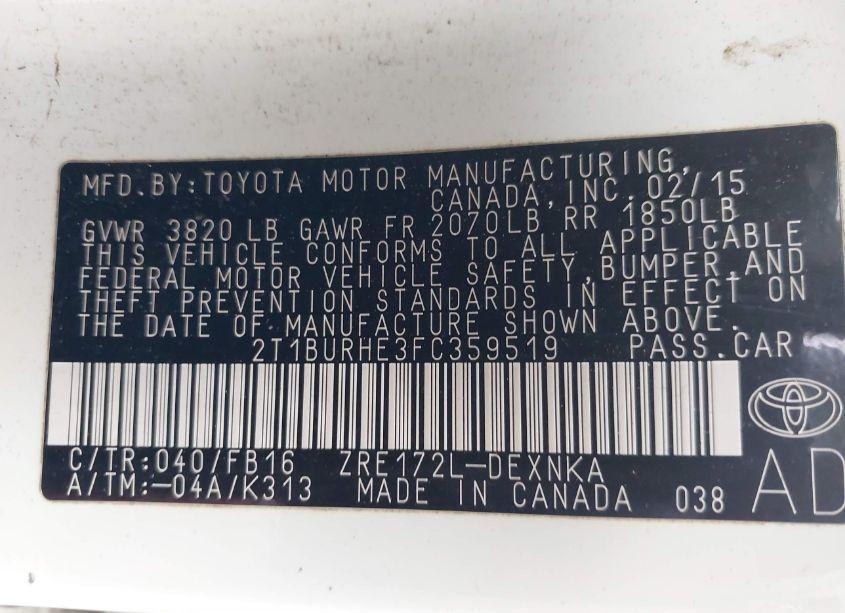 MFD.BY:TOYOTA MOTOR MANUFACTURING,
CANADA,INC. 02/15
GVWR 3820LB GAWR FR 2070LB RR 1850LB
THIS VEHICLE CONFORMS TO ALL APPLICABLE
FEDERAL MOTOR VEHICLE SAFETY,BUMPER,AND
THEFT PREVENTION STANDARDS IN EFFECT ON
THE DATE OF MANUFACTURE SHOWN ABOVE.
2T1BURHE3FC359519 PASS.CAR
C/TR:040/FB16 ZRE172L-DEXNKA
A/TM:-04A/K313 MADE IN CANADA 038 AD